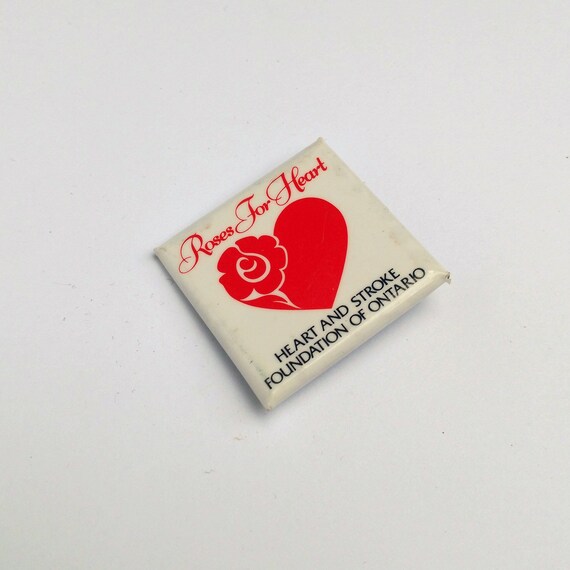 Roses For Heart
HEART AND STROKE
FOUNDATION OF ONTARIO